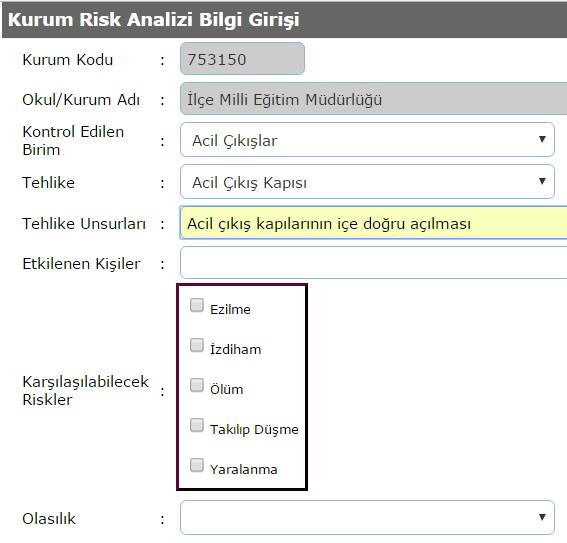 Kurum Risk Analizi Bilgi Girişi
Kurum Kodu : 753150
Okul/Kurum Adı : İlçe Milli Eğitim Müdürlüğü
Kontrol Edilen Birim : Acil Çıkışlar
Tehlike : Acil Çıkış Kapısı
Tehlike Unsurları : Acil çıkış kapılarının içe doğru açılması
Etkilenen Kişiler :
Karşılaşılabilecek Riskler :
Ezilme
İzdiham
Ölüm
Takılıp Düşme
Yaralanma
Olasılık :